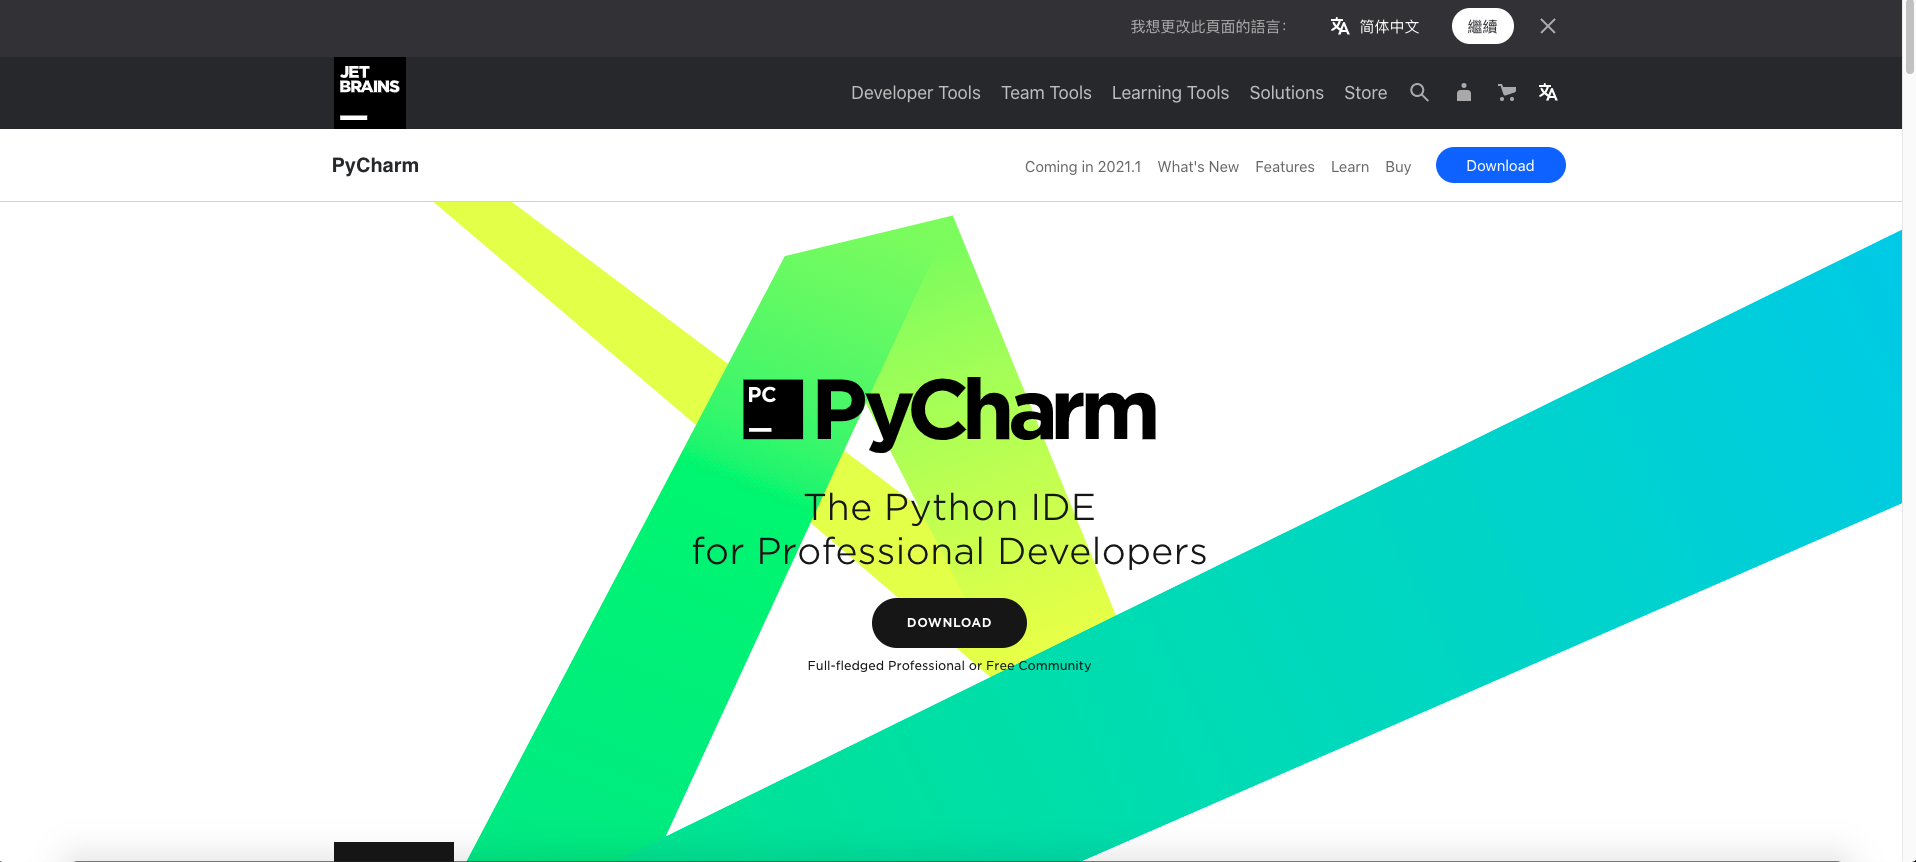 我想更改此頁面的語言: 简体中文 繼續
JET
BRAINS
Developer Tools Team Tools Learning Tools Solutions Store
PyCharm
Coming in 2021.1 What's New Features Learn Buy Download
PC PyCharm
The Python IDE
for Professional Developers
DOWNLOAD
Full-fledged Professional or Free Community